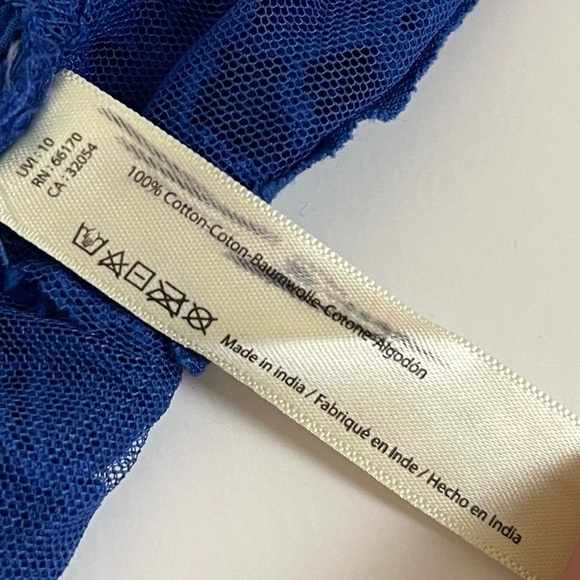 UVI : 10
RN : 66170
CA : 32054
100% Cotton-Coton-Baumwolle-Cotone-Algodón
Made in india / Fabriqué en Inde / Hecho en India